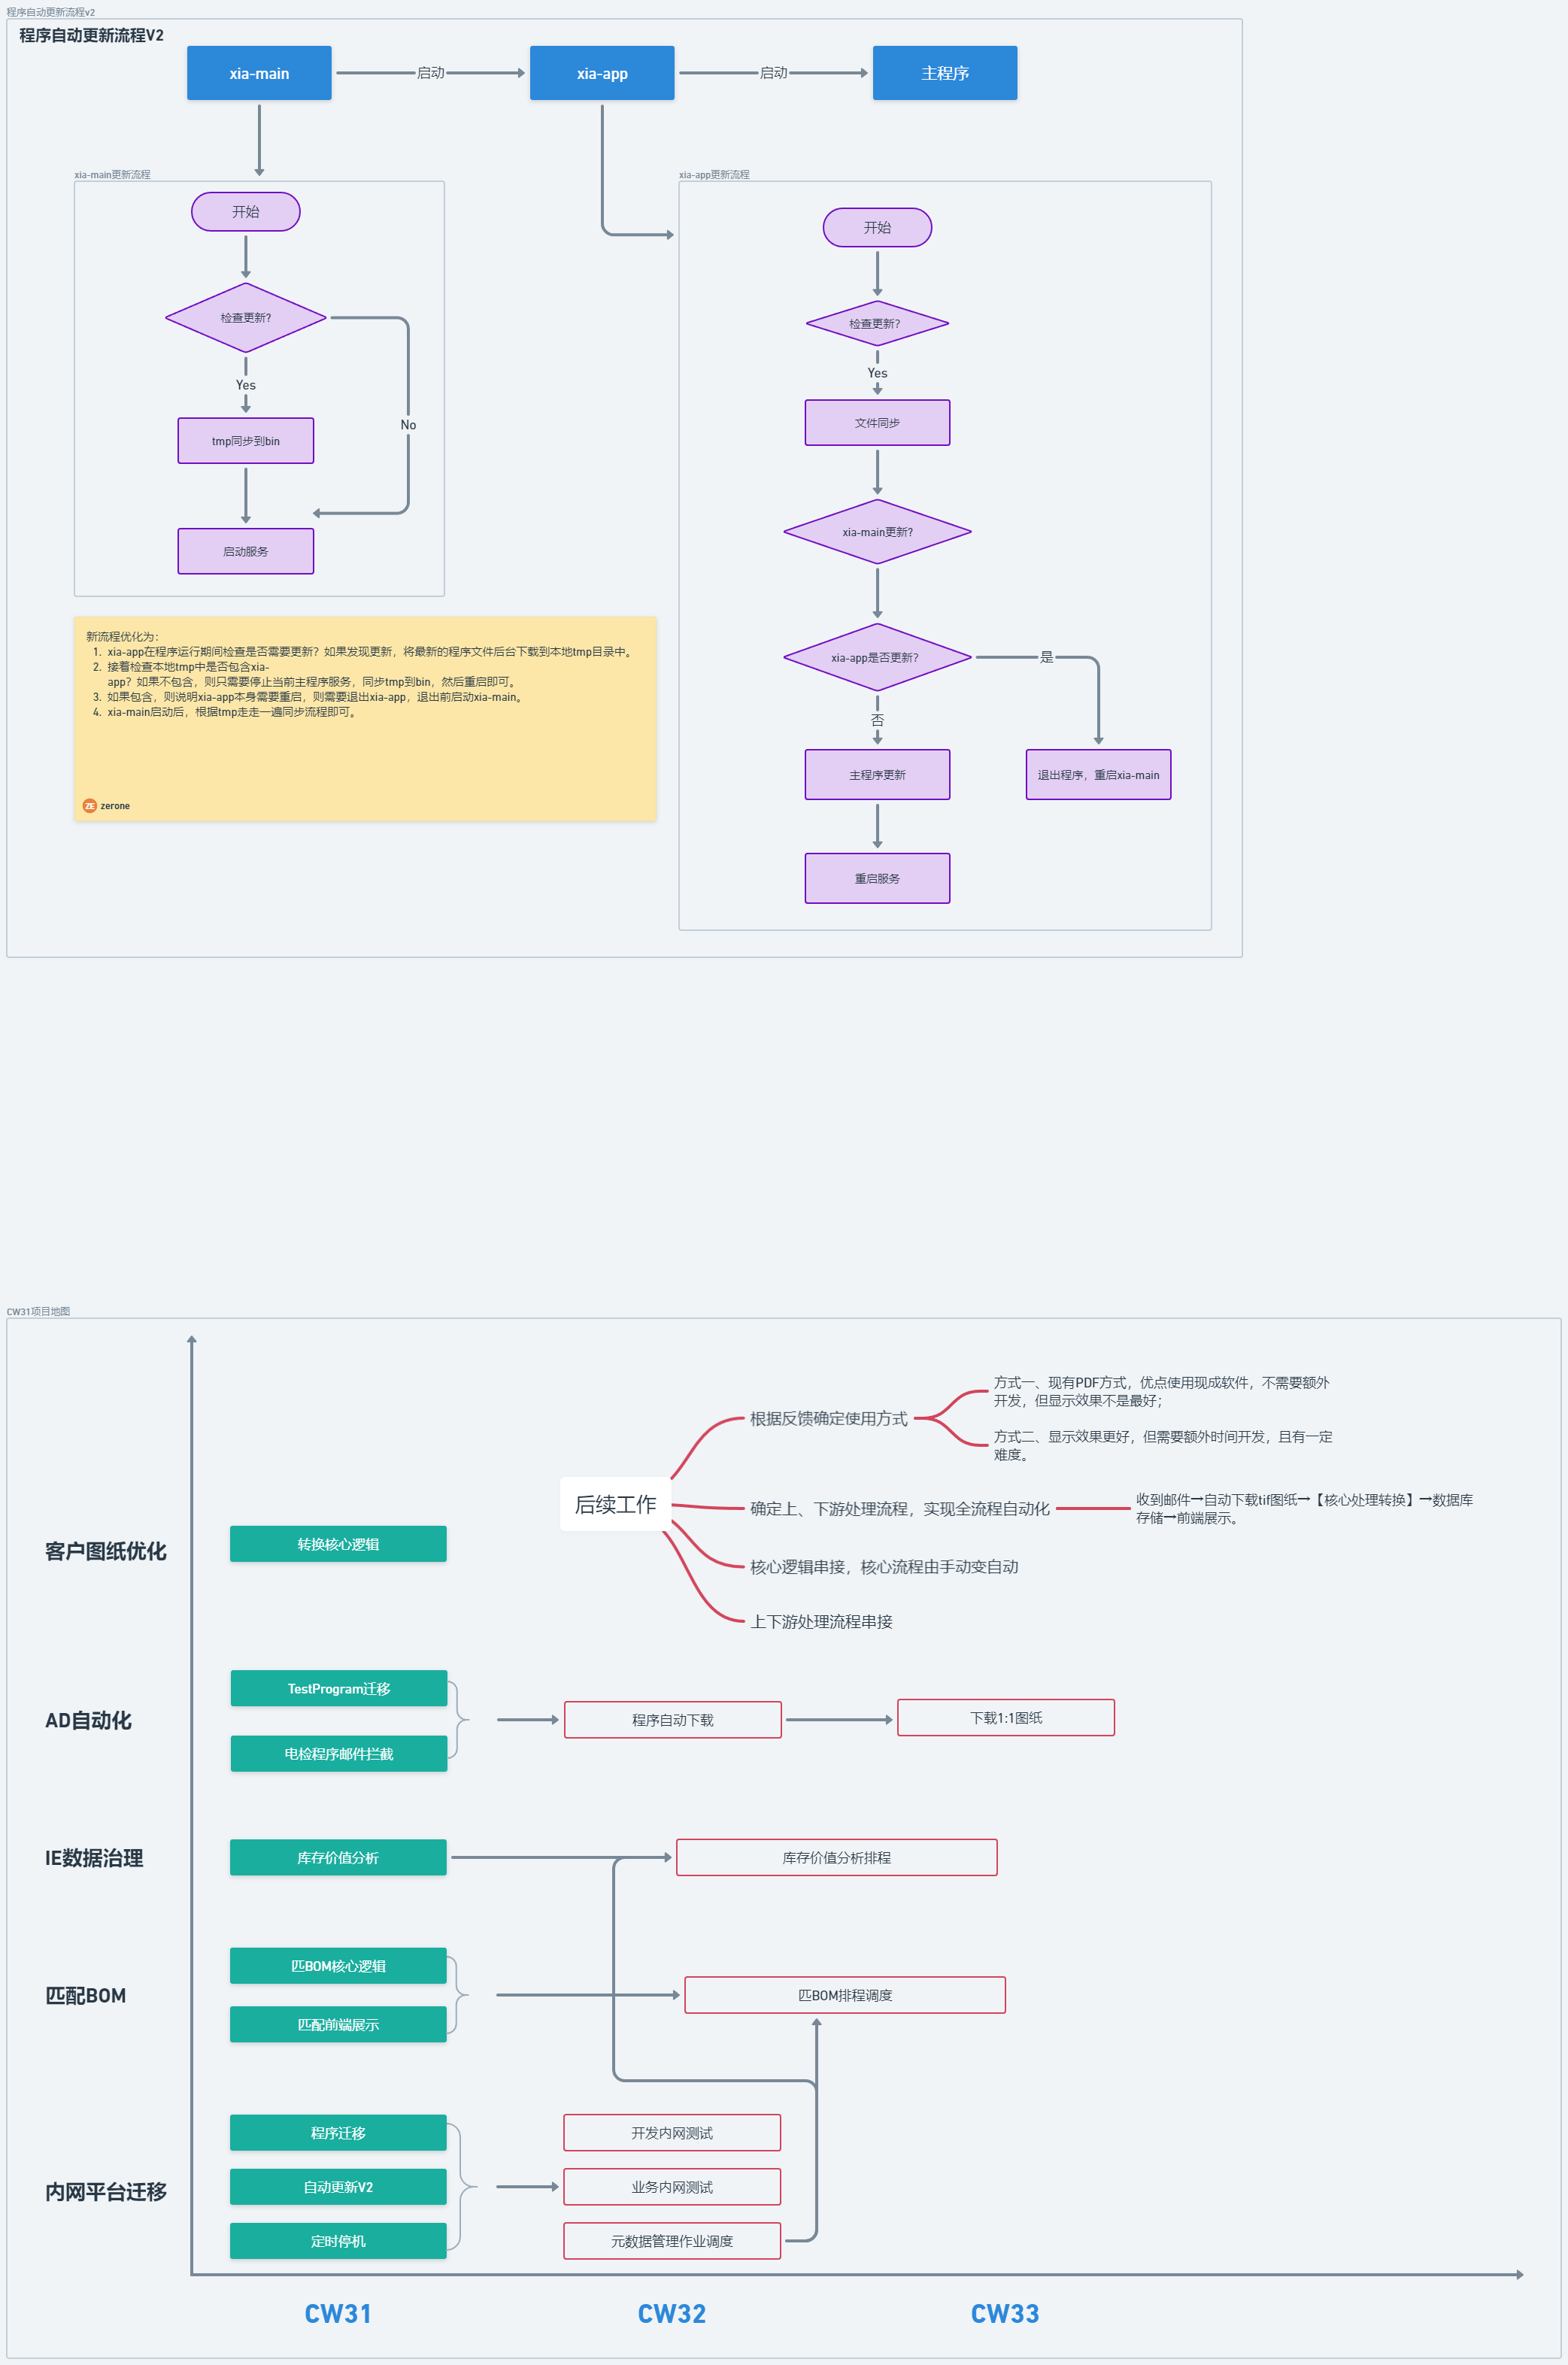 程序自动更新流程v2
程序自动更新流程V2
xia-main
启动
xia-app
启动
主程序
xia-main更新流程
开始
检查更新?
Yes
No
tmp同步到bin
启动服务
xia-app更新流程
开始
检查更新?
Yes
文件同步
xia-main更新?
xia-app是否更新?
是
否
主程序更新
退出程序，重启xia-main
重启服务
新流程优化为：
1. xia-app在程序运行期间检查是否需要更新？如果发现更新，将最新的程序文件后台下载到本地tmp目录中。
2. 接着检查本地tmp中是否包含xia-
app？如果不包含，则只需要停止当前主程序服务，同步tmp到bin，然后重启即可。
3. 如果包含，则说明xia-app本身需要重启，则需要退出xia-app，退出前启动xia-main。
4. xia-main启动后，根据tmp走走一遍同步流程即可。
ZE zerone
CW31项目地图
后续工作
根据反馈确定使用方式
方式一、现有PDF方式，优点使用现成软件，不需要额外
开发，但显示效果不是最好；
方式二、显示效果更好，但需要额外时间开发，且有一定
难度。
确定上、下游处理流程，实现全流程自动化
收到邮件→自动下载tif图纸→【核心处理转换】→数据库
存储→前端展示。
核心逻辑串接，核心流程由手动变自动
上下游处理流程串接
客户图纸优化
转换核心逻辑
AD自动化
TestProgram迁移
电检程序邮件拦截
程序自动下载
下载1:1图纸
IE数据治理
库存价值分析
库存价值分析排程
匹配BOM
匹BOM核心逻辑
匹配前端展示
匹BOM排程调度
内网平台迁移
程序迁移
自动更新V2
定时停机
开发内网测试
业务内网测试
元数据管理作业调度
CW31
CW32
CW33